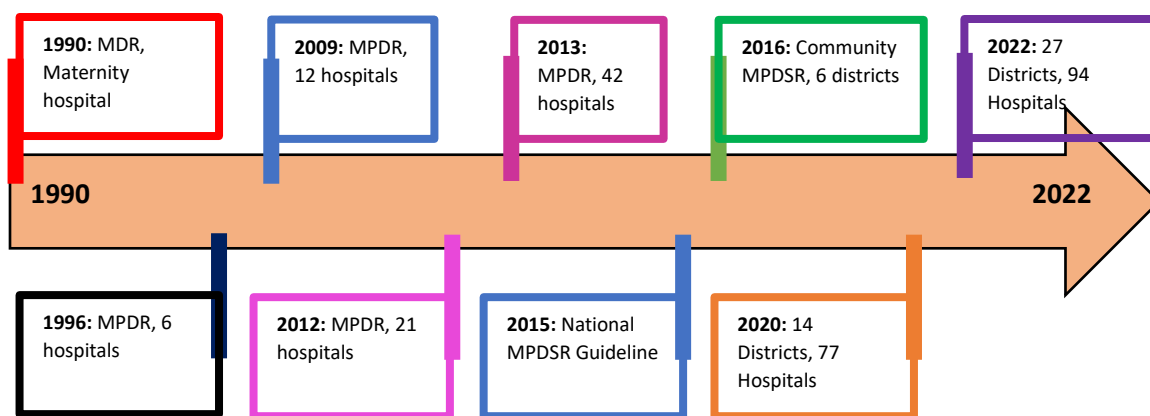 1990: MDR,
Maternity
hospital
2009: MPDR,
12 hospitals
2013:
MPDR, 42
hospitals
2016: Community
MPDSR, 6 districts
2022: 27
Districts, 94
Hospitals
1990
2022
1996: MPDR, 6
hospitals
2012: MPDR, 21
hospitals
2015: National
MPDSR Guideline
2020: 14
Districts, 77
Hospitals